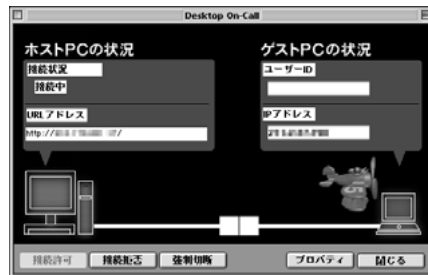 Desktop On-Call
ホストPCの状況
接続状況
接続中
URLアドレス
http://
ゲストPCの状況
ユーザーID
IPアドレス
接続許可
接続拒否
強制切断
プロパティ
閉じる